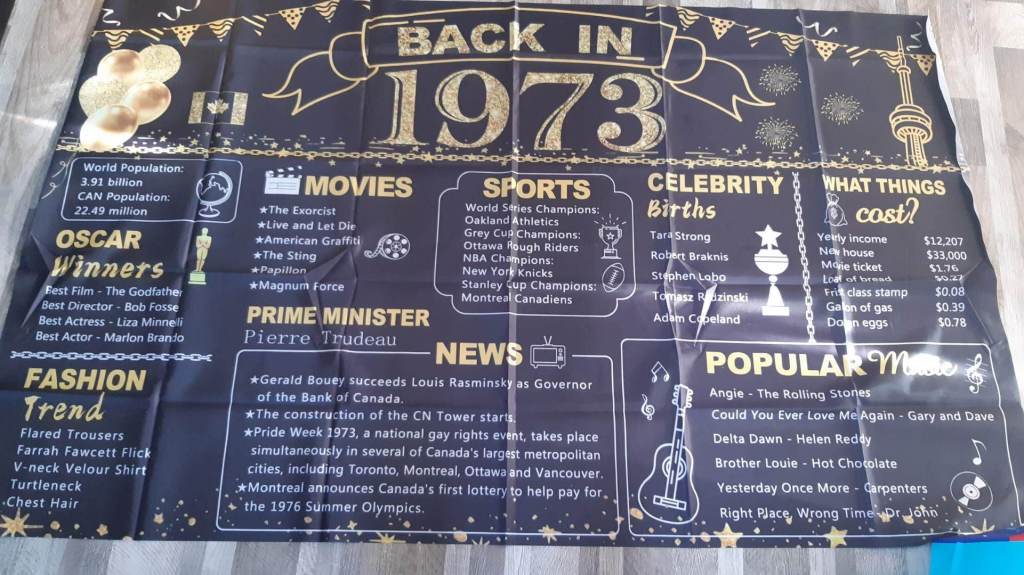 BACK IN
1973
World Population:
3.91 billion
CAN Population:
22.49 million
OSCAR
Winners
Best Film - The Godfather
Best Director - Bob Fosse
Best Actress - Liza Minnelli
Best Actor - Marlon Brando
FASHION
Trend
Flared Trousers
Farrah Fawcett Flick
V-neck Velour Shirt
Turtleneck
Chest Hair
MOVIES
★The Exorcist
★Live and Let Die
★American Graffiti
★The Sting
★Papillon
★Magnum Force
PRIME MINISTER
Pierre Trudeau
SPORTS
World Series Champions:
Oakland Athletics
Grey Cup Champions:
Ottawa Rough Riders
NBA Champions:
New York Knicks
Stanley Cup Champions:
Montreal Canadiens
NEWS
★Gerald Bouey succeeds Louis Rasminsky as Governor
of the Bank of Canada.
★The construction of the CN Tower starts.
★Pride Week 1973, a national gay rights event, takes place
simultaneously in several of Canada's largest metropolitan
cities, including Toronto, Montreal, Ottawa and Vancouver.
★Montreal announces Canada's first lottery to help pay for
the 1976 Summer Olympics.
CELEBRITY
Births
Tara Strong
Robert Braknis
Stephen Lobo
Tomasz Radzinski
Adam Copeland
WHAT THINGS
cost?
Yearly income $12,207
New house $33,000
Movie ticket $1.76
Loaf of bread
Frist class stamp $0.08
Galon of gas $0.39
Dozen eggs $0.78
POPULAR Music
Angie - The Rolling Stones
Could You Ever Love Me Again - Gary and Dave
Delta Dawn - Helen Reddy
Brother Louie - Hot Chocolate
Yesterday Once More - Carpenters
Right Place, Wrong Time - Dr. John